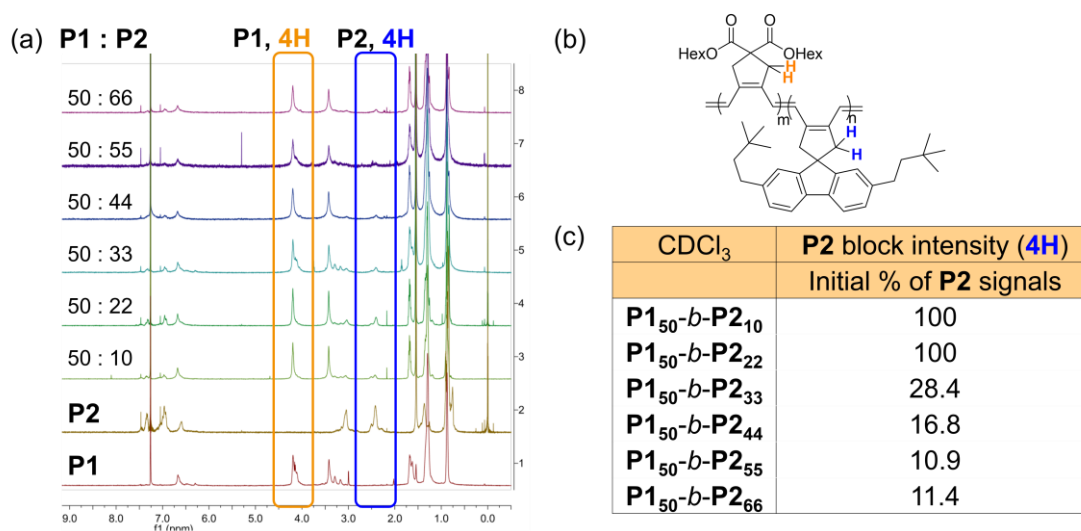 (a)
P1 : P2
P1, 4H
P2, 4H
50 : 66
50 : 55
50 : 44
50 : 33
50 : 22
50 : 10
P2
P1
8
7
6
5
4
3
2
1
9.0 8.0 7.0 6.0 5.0 4.0 3.0 2.0 1.0 0.0
f1 (ppm)
(b)
O O
HexO OHex
H
H
m n
H
H
(c)
CDCl3 P2 block intensity (4H)
Initial % of P2 signals
P150-b-P210 100
P150-b-P222 100
P150-b-P233 28.4
P150-b-P244 16.8
P150-b-P255 10.9
P150-b-P266 11.4